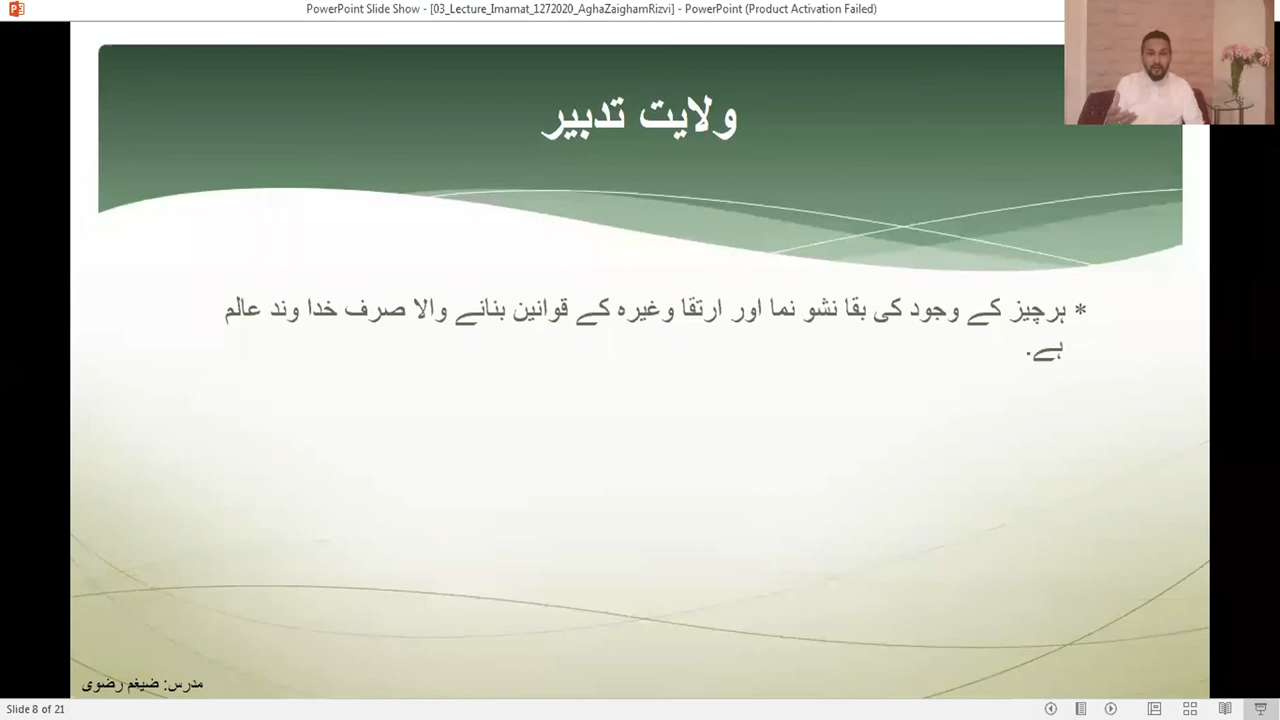 PowerPoint Slide Show - [03_Lecture_Imamat_1272020_AghaZaighamRizvi] - PowerPoint (Product Activation Failed)
ولایت تدبیر
* ہرچیز کے وجود کی بقا نشو نما اور ارتقا وغیرہ کے قوانین بنانے والا صرف خدا وند عالم
ہے.
مدرس: ضیغم رضوی
Slide 8 of 21